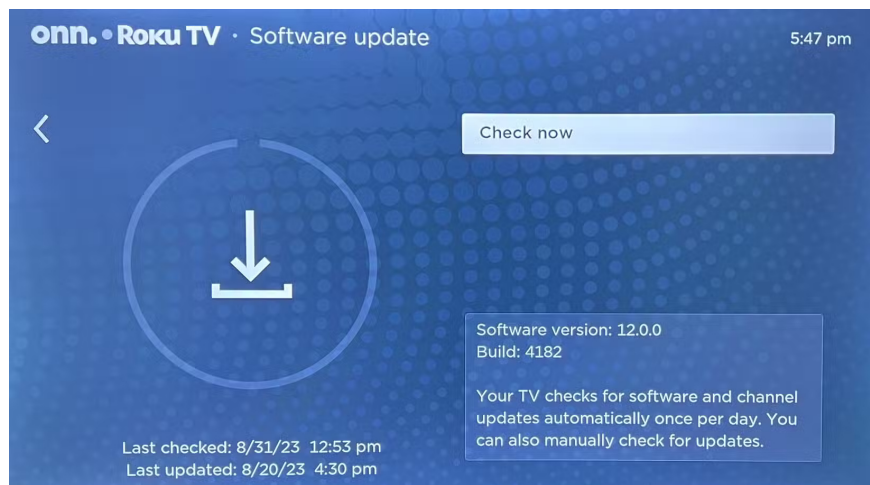 onn. • Roku TV · Software update
5:47 pm
Check now
Software version: 12.0.0
Build: 4182
Your TV checks for software and channel
updates automatically once per day. You
can also manually check for updates.
Last checked: 8/31/23 12:53 pm
Last updated: 8/20/23 4:30 pm